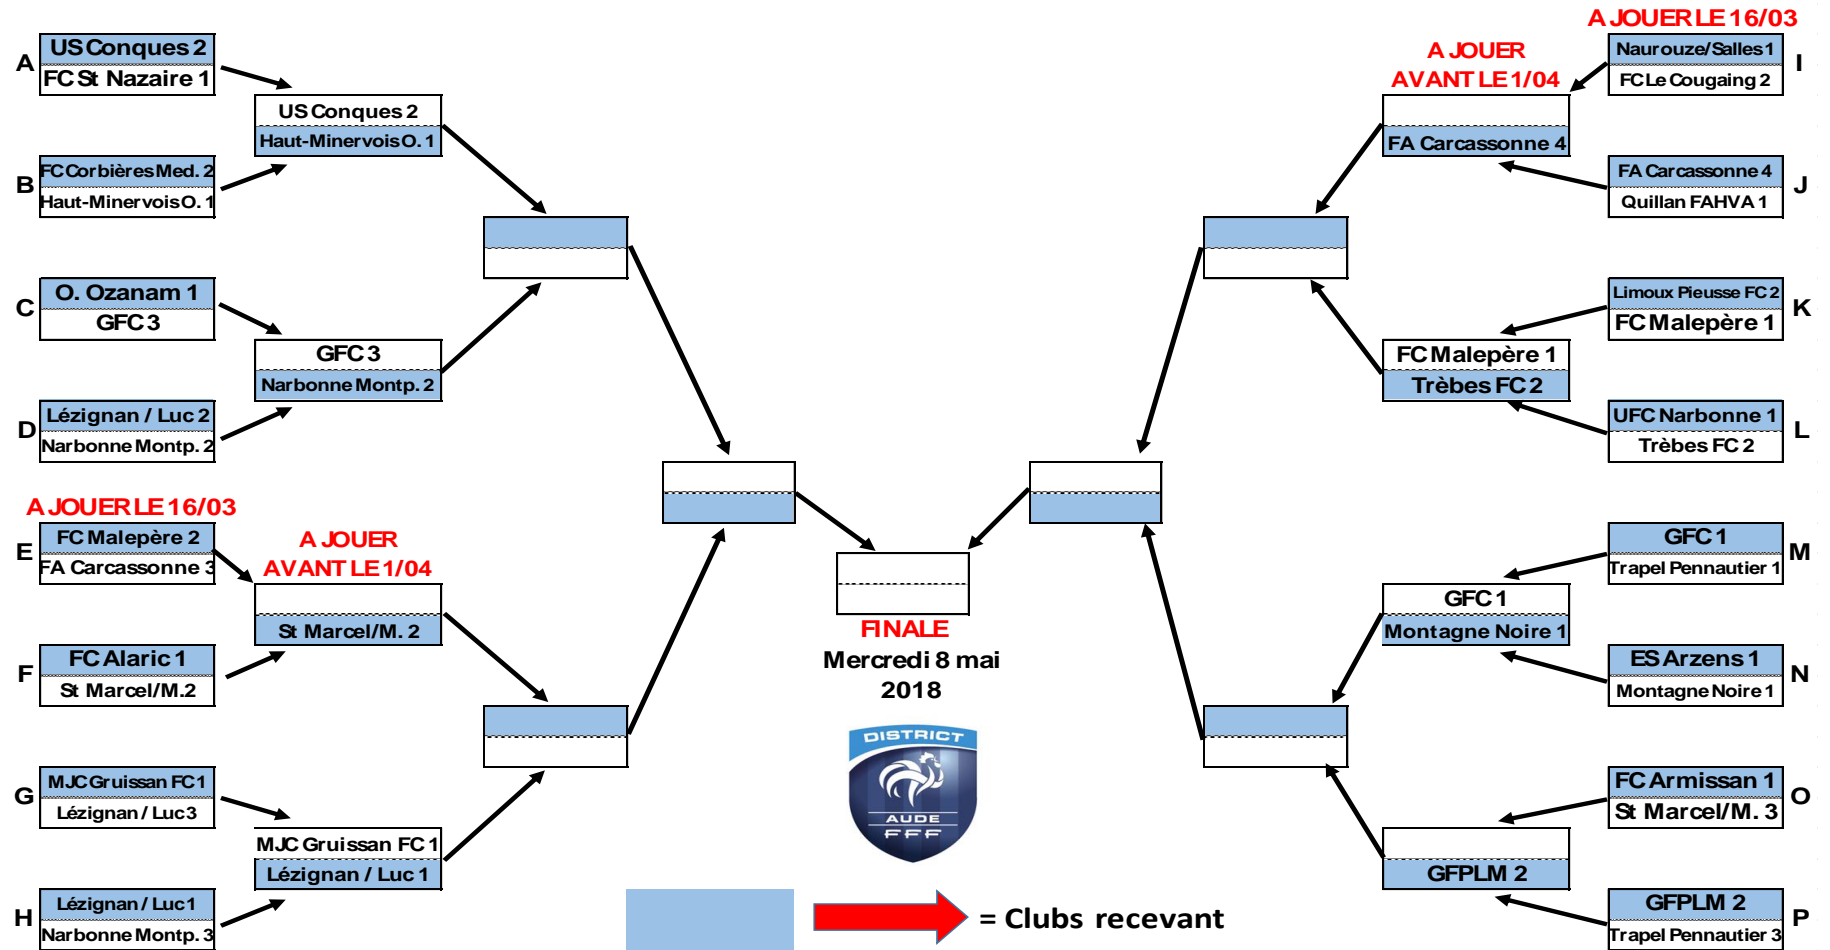 A JOUER LE 16/03
A
US Conques 2
FC St Nazaire 1
US Conques 2
Haut-Minervois O. 1
B
FC Corbières Med. 2
Haut-Minervois O. 1
C
O. Ozanam 1
GFC 3
GFC 3
Narbonne Montp. 2
D
Lézignan / Luc 2
Narbonne Montp. 2
A JOUER LE 16/03
E
FC Malepère 2
FA Carcassonne 3
A JOUER
AVANT LE 1/04
St Marcel/M. 2
F
FC Alaric 1
St Marcel/M.2
G
MJC Gruissan FC 1
Lézignan / Luc 3
MJC Gruissan FC 1
Lézignan / Luc 1
H
Lézignan / Luc 1
Narbonne Montp. 3
FINALE
Mercredi 8 mai
2018
DISTRICT
AUDE
FFF
= Clubs recevant
A JOUER
AVANT LE 1/04
FA Carcassonne 4
Naurouze/Salles 1
FC Le Cougaing 2
I
FA Carcassonne 4
Quillan FAHVA 1
J
Limoux Pieusse FC 2
FC Malepère 1
K
FC Malepère 1
Trèbes FC 2
UFC Narbonne 1
Trèbes FC 2
L
GFC 1
Trapel Pennautier 1
M
GFC 1
Montagne Noire 1
ES Arzens 1
Montagne Noire 1
N
FC Armissan 1
St Marcel/M. 3
O
GFPLM 2
GFPLM 2
Trapel Pennautier 3
P